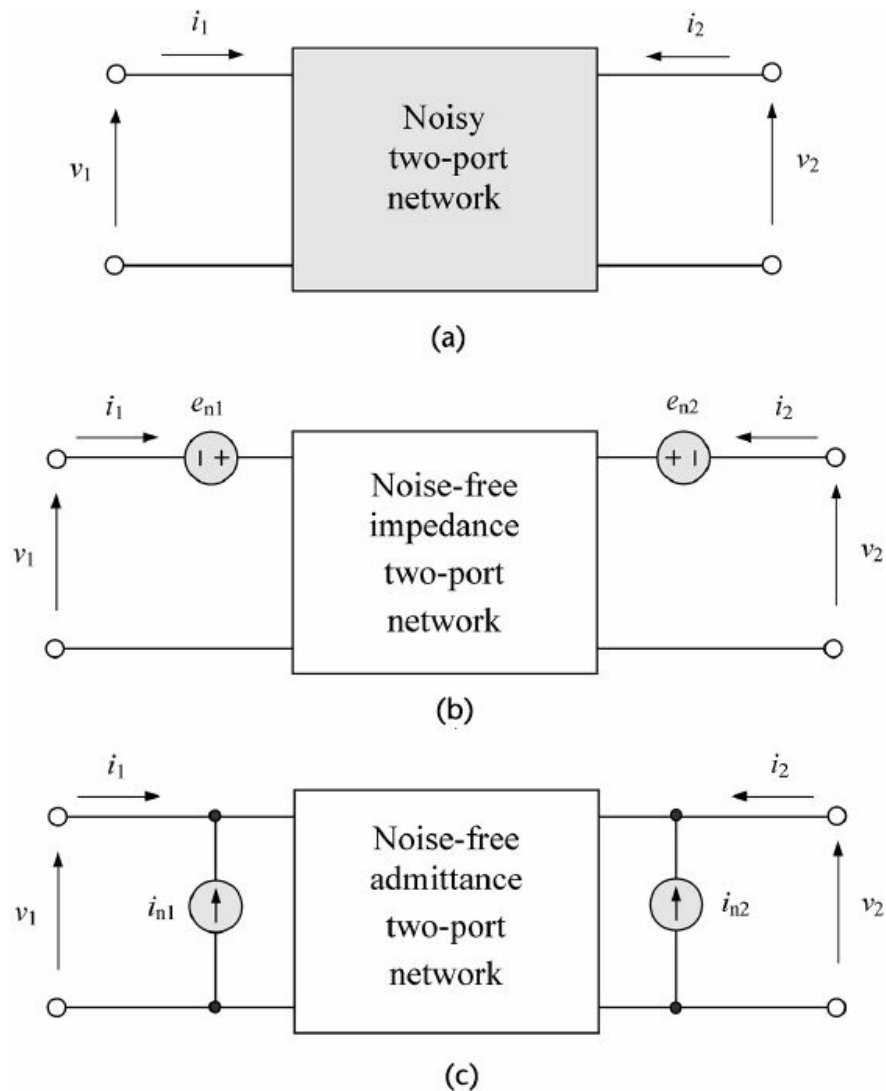 i1
i2
Noisy
two-port
network
v1
v2
(a)
i1
en1
en2
i2
Noise-free
impedance
two-port
network
v1
v2
(b)
i1
i2
Noise-free
admittance
two-port
network
v1
in1
in2
v2
(c)